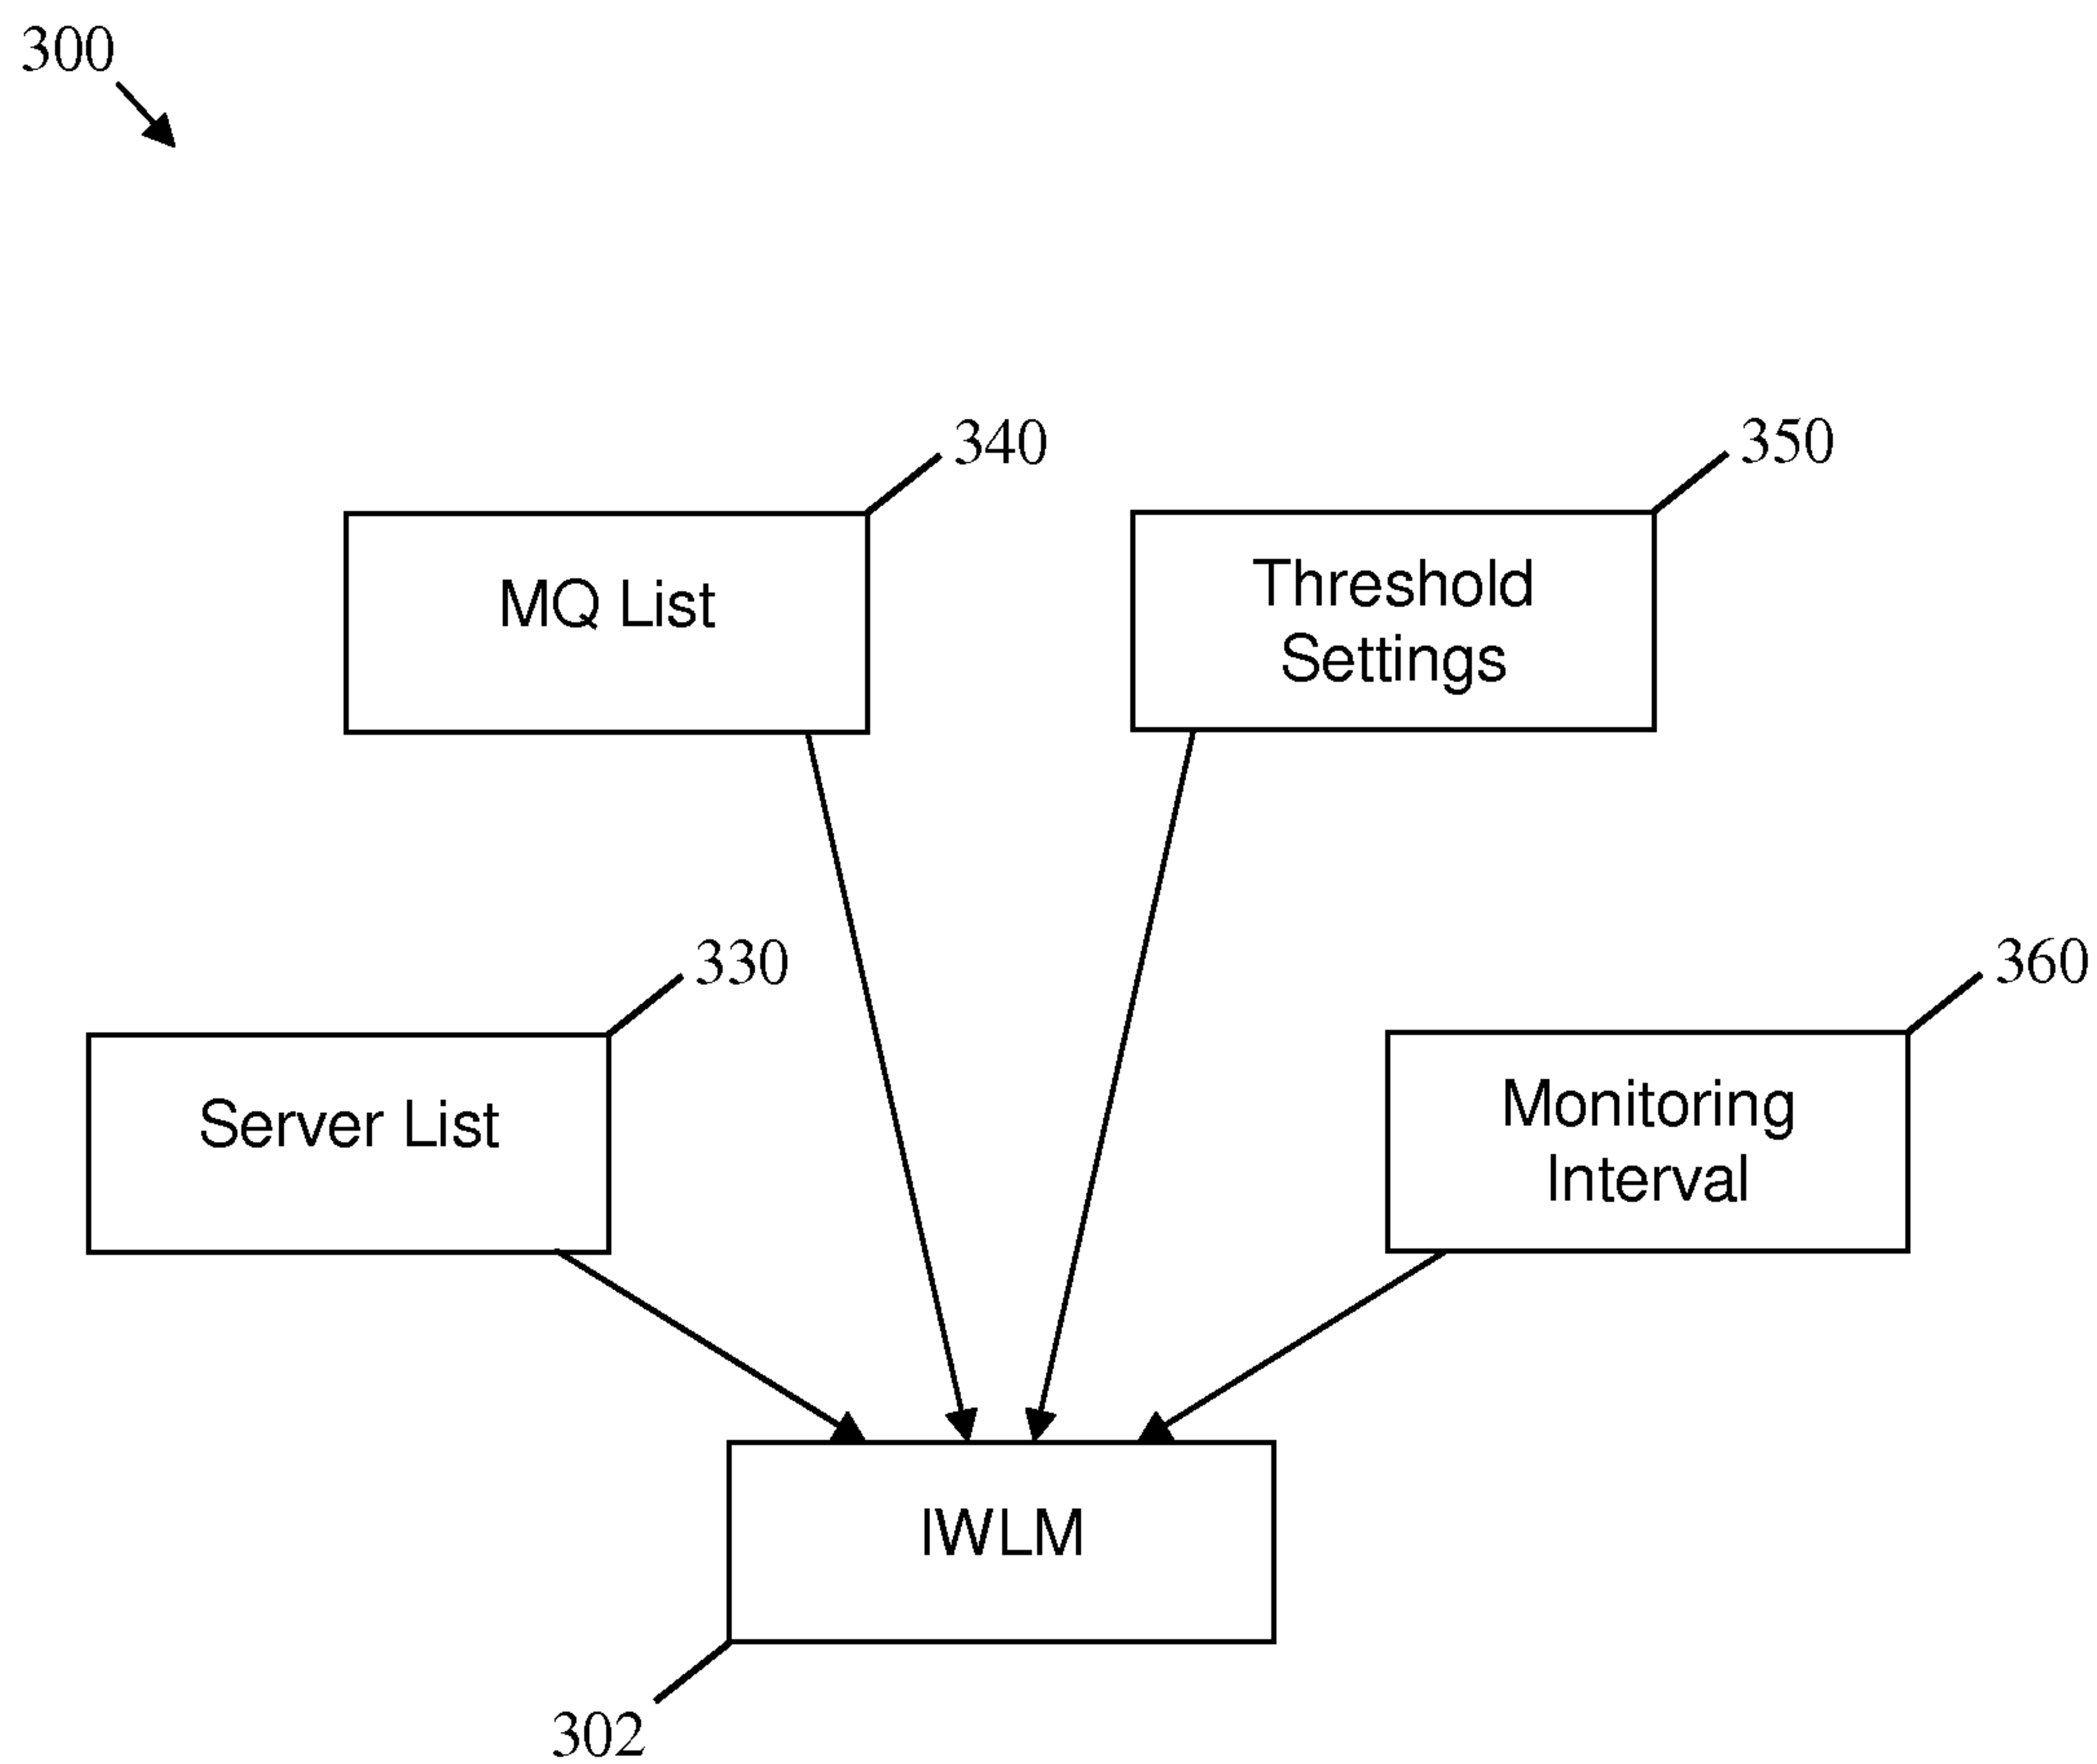 300
340
350
MQ List
Threshold
Settings
330
360
Server List
Monitoring
Interval
IWLM
302